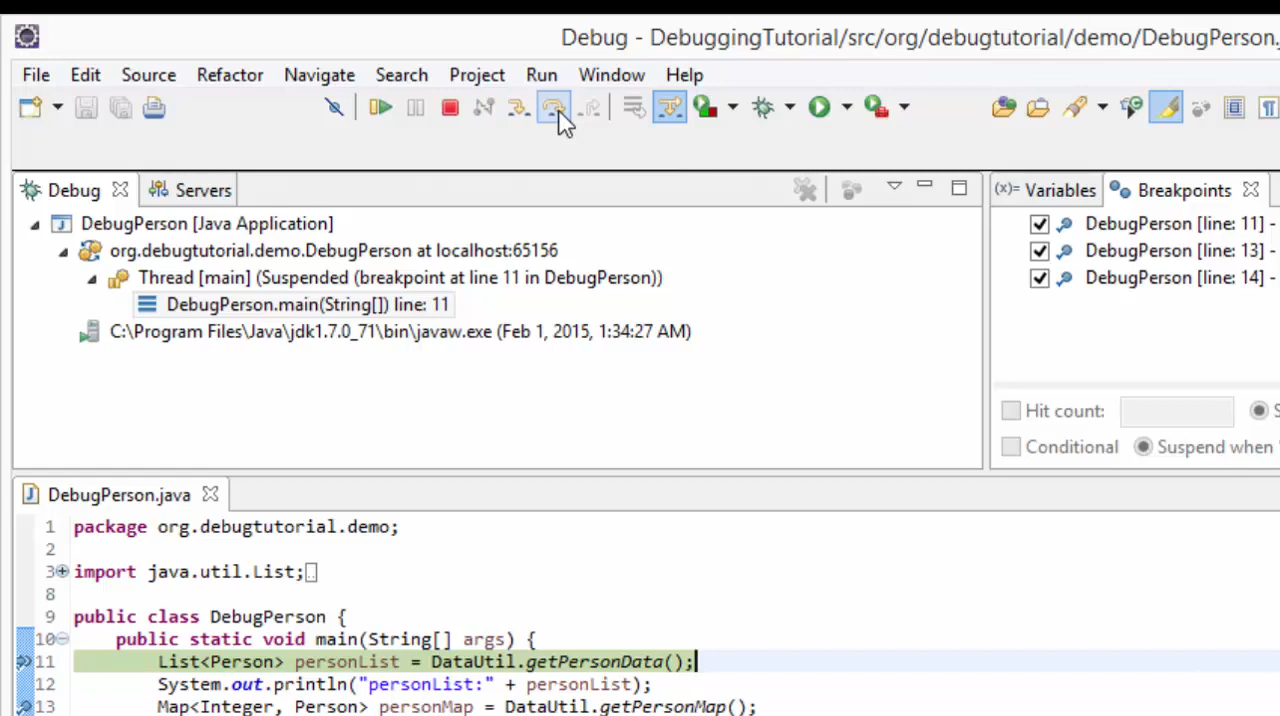 Debug - DebuggingTutorial/src/org/debugtutorial/demo/DebugPerson.
File Edit Source Refactor Navigate Search Project Run Window Help
Debug Servers
(x)= Variables Breakpoints
DebugPerson [Java Application]
org.debugtutorial.demo.DebugPerson at localhost:65156
Thread [main] (Suspended (breakpoint at line 11 in DebugPerson))
DebugPerson.main(String[]) line: 11
C:\Program Files\Java\jdk1.7.0_71\bin\javaw.exe (Feb 1, 2015, 1:34:27 AM)
DebugPerson [line: 11] -
DebugPerson [line: 13] -
DebugPerson [line: 14] -
Hit count:
Conditional Suspend when '
DebugPerson.java
1 package org.debugtutorial.demo;
2
3 import java.util.List;
8
9 public class DebugPerson {
10 public static void main(String[] args) {
11 List<Person> personList = DataUtil.getPersonData();
12 System.out.println("personList:" + personList);
13 Map<Integer, Person> personMap = DataUtil.getPersonMap();